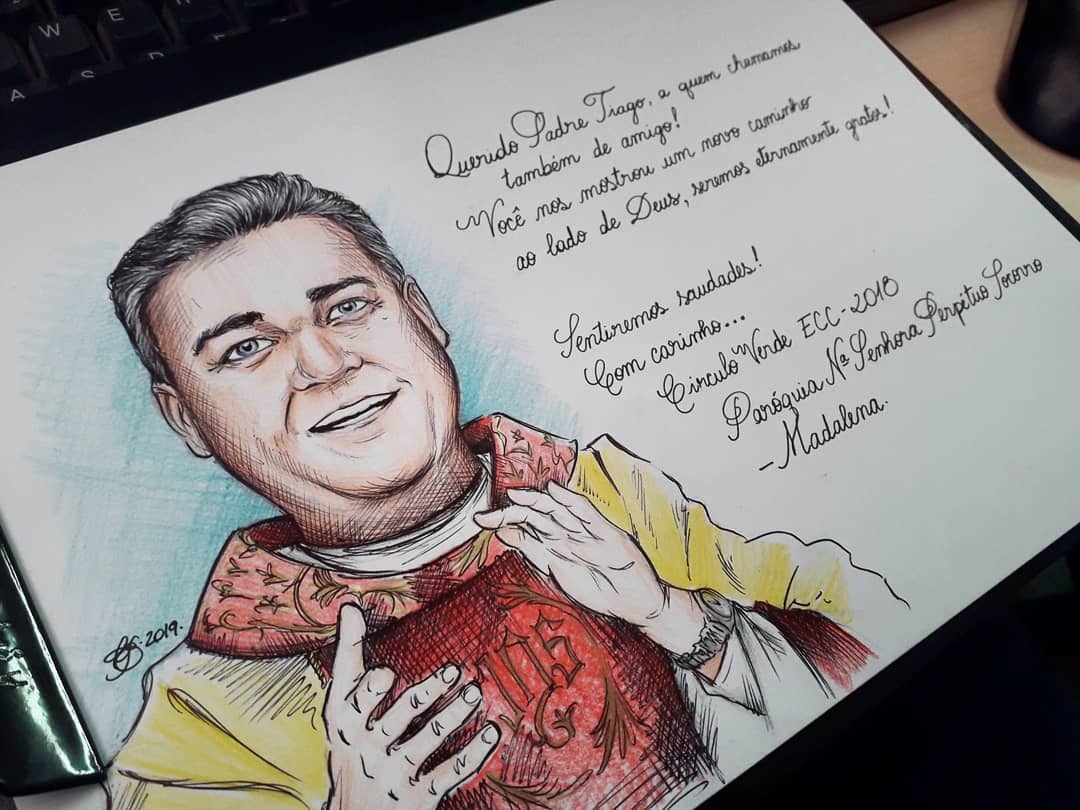 Querido Padre Tiago, a quem chamamos
também de amigo!
Você nos mostrou um novo caminho
ao lado de Deus, seremos eternamente gratos!
Sentiremos saudades!
Com carinho...
Circulo Verde ECC-2018
Paróquia Nª Senhora Perpétuo Socorro
-Madalena.
2019.
IHS
W E
A S D